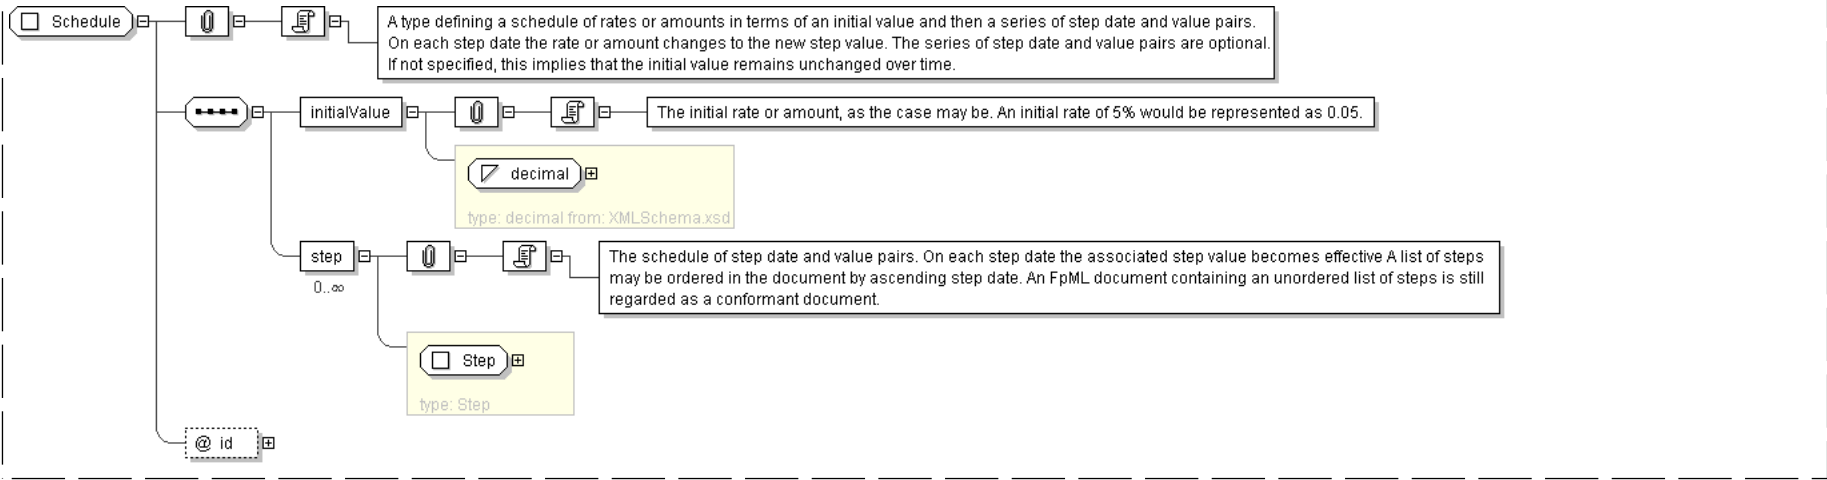 Schedule
A type defining a schedule of rates or amounts in terms of an initial value and then a series of step date and value pairs.
On each step date the rate or amount changes to the new step value. The series of step date and value pairs are optional.
If not specified, this implies that the initial value remains unchanged over time.
initialValue
The initial rate or amount, as the case may be. An initial rate of 5% would be represented as 0.05.
decimal
type: decimal from: XMLSchema.xsd
step
0..∞
The schedule of step date and value pairs. On each step date the associated step value becomes effective A list of steps
may be ordered in the document by ascending step date. An FpML document containing an unordered list of steps is still
regarded as a conformant document.
Step
type: Step
@ id